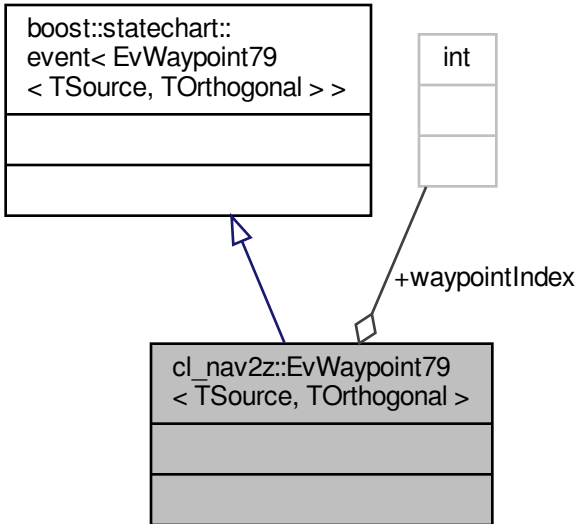 boost::statechart::
event< EvWaypoint79
< TSource, TOrthogonal > >
int
+waypointIndex
cl_nav2z::EvWaypoint79
< TSource, TOrthogonal >